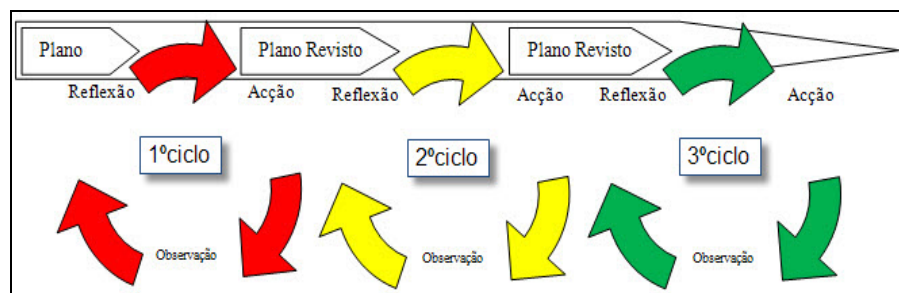 Plano
Plano Revisto
Plano Revisto
Reflexão
Acção
Reflexão
Acção
Reflexão
Acção
1ºciclo
2ºciclo
3ºciclo
Observação
Observação
Observação